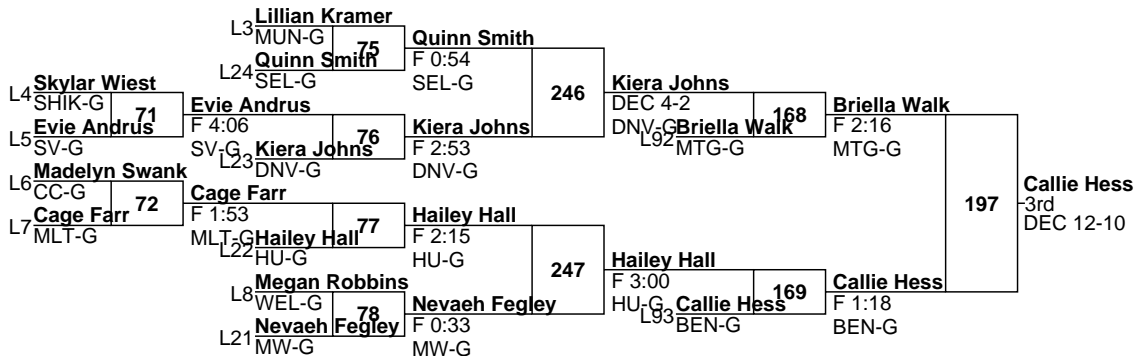 L3 Lillian Kramer
MUN-G
75
L24 Quinn Smith
SEL-G
Quinn Smith
F 0:54
SEL-G
L4 Skylar Wiest
SHIK-G
71
L5 Evie Andrus
SV-G
Evie Andrus
F 4:06
SV-G
76
L23 Kiera Johns
DNV-G
Kiera Johns
F 2:53
DNV-G
246
Kiera Johns
DEC 4-2
DNV-G
168
L92 Briella Walk
MTG-G
Briella Walk
F 2:16
MTG-G
L6 Madelyn Swank
CC-G
72
L7 Cage Farr
MLT-G
Cage Farr
F 1:53
MLT-G
77
L22 Hailey Hall
HU-G
Hailey Hall
F 2:15
HU-G
L8 Megan Robbins
WEL-G
78
L21 Nevaeh Fegley
MW-G
Nevaeh Fegley
F 0:33
MW-G
247
Hailey Hall
F 3:00
HU-G
169
L93 Callie Hess
BEN-G
Callie Hess
F 1:18
BEN-G
197
Callie Hess
3rd
DEC 12-10